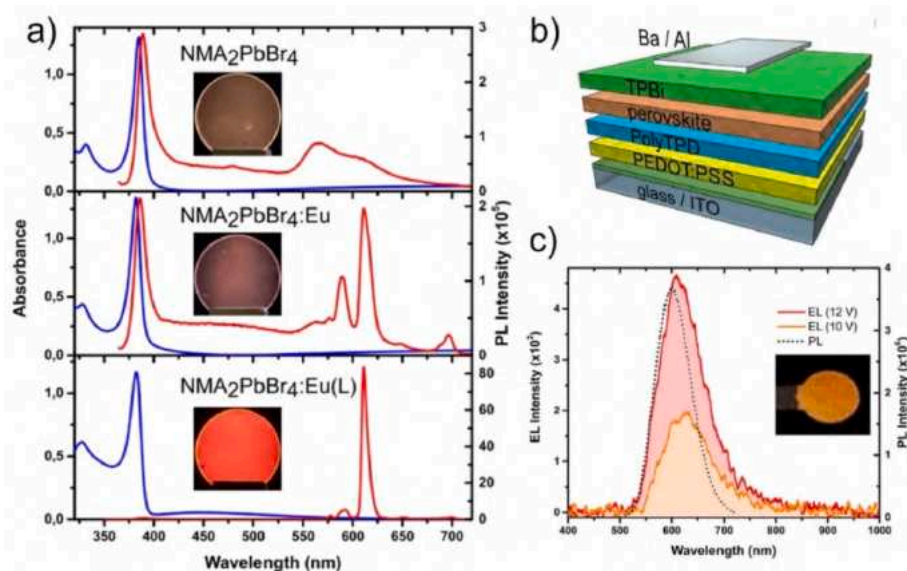 a)
NMA2PbBr4
1,0
0,5
0,0
3
2
1
0
NMA2PbBr4:Eu
1,0
0,5
0,0
2
1
0
NMA2PbBr4:Eu(L)
1,0
0,5
0,0
80
60
40
20
0
350 400 450 500 550 600 650 700
Absorbance
PL Intensity (x10⁵)
Wavelength (nm)
b)
Ba / Al
TPBi
perovskite
PolyTPD
PEDOT:PSS
glass / ITO
c)
4
3
2
1
0
EL (12 V)
EL (10 V)
PL
4
3
2
1
0
400 500 600 700 800 900 1000
EL Intensity (x10²)
Wavelength (nm)